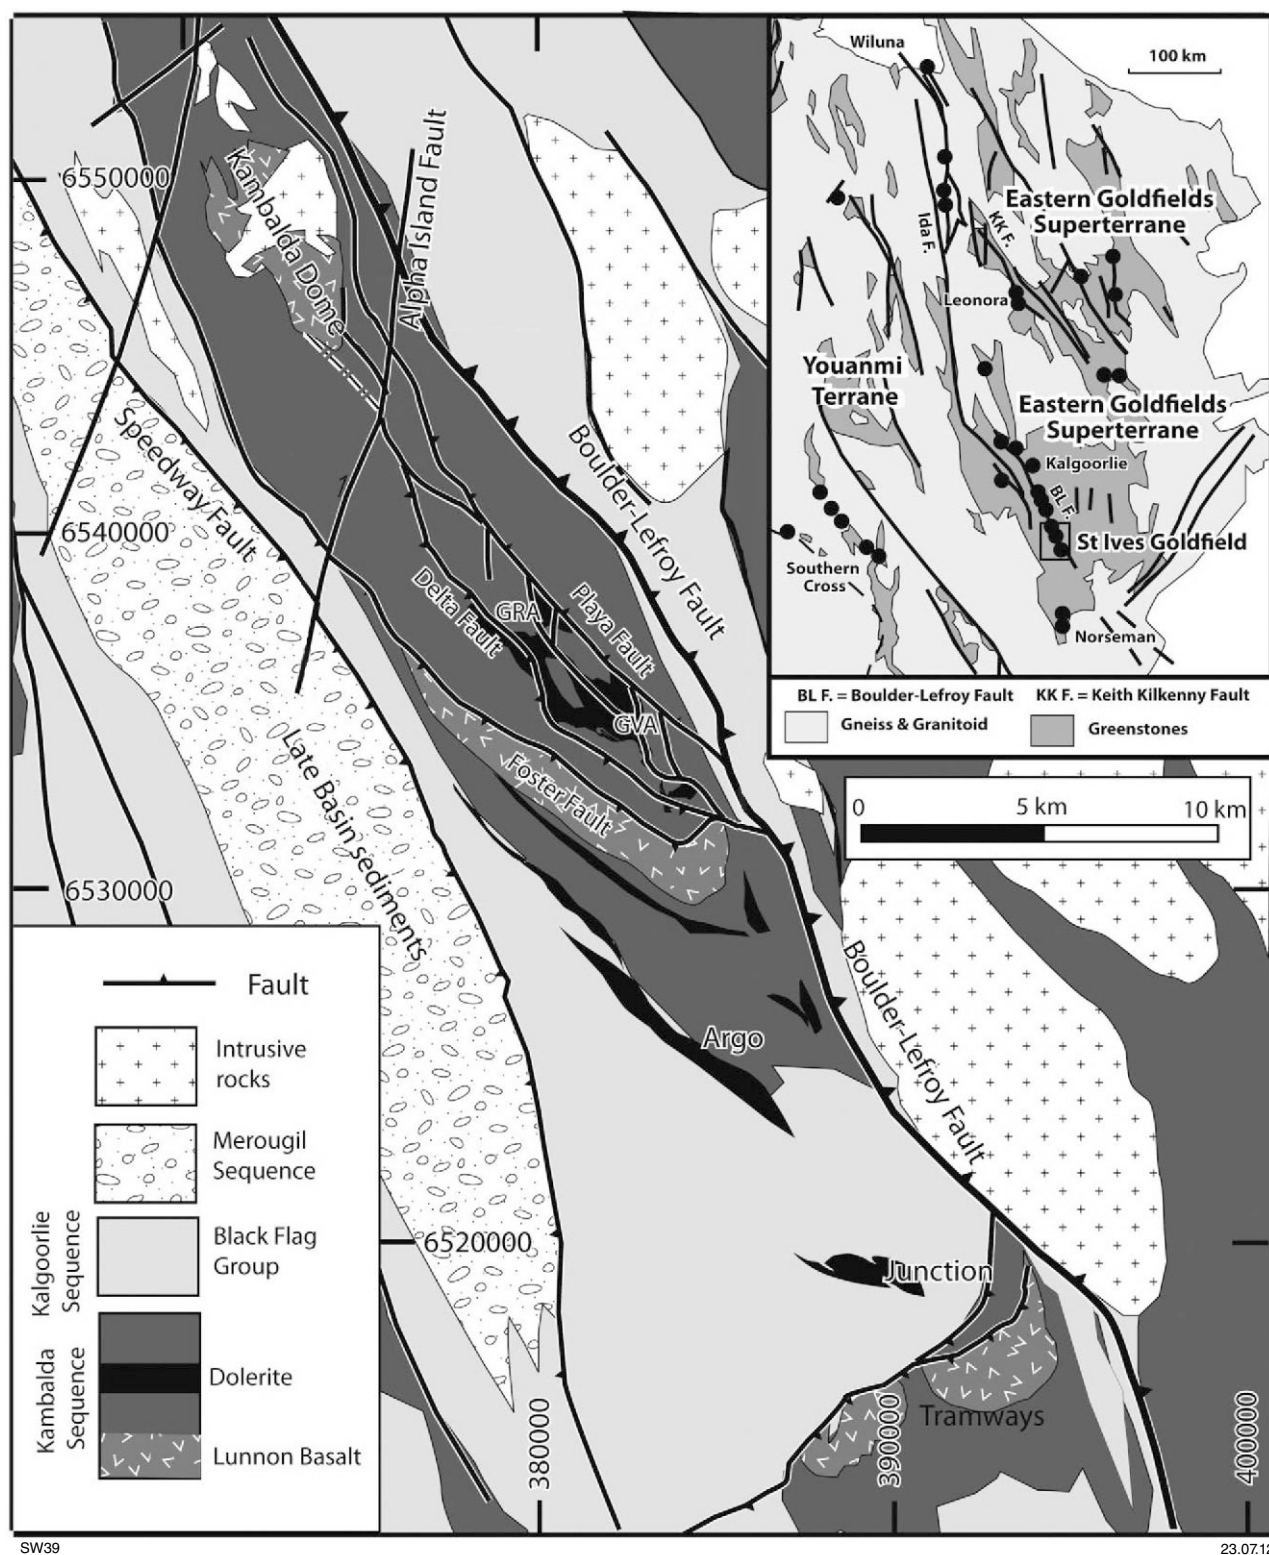 Wiluna
100 km
Eastern Goldfields
Superterrane
Ida F.
KK F.
Leonora
Youanmi
Terrane
Eastern Goldfields
Superterrane
Kalgoorlie
BL F.
St Ives Goldfield
Southern
Cross
Norseman
BL F. = Boulder-Lefroy Fault
KK F. = Keith Kilkenny Fault
Gneiss & Granitoid
Greenstones
0
5 km
10 km
6550000
Kambalda Dome
Alpha Island Fault
Speedway Fault
Boulder-Lefroy Fault
6540000
Delta Fault
GRA
Playa Fault
GVA
Foster Fault
Late Basin sediments
6530000
Boulder-Lefroy Fault
Argo
6520000
Junction
Tramways
380000
390000
400000
Fault
Intrusive
rocks
Merougil
Sequence
Kalgoorlie
Sequence
Black Flag
Group
Kambalda
Sequence
Dolerite
Lunnon Basalt
SW39
23.07.12